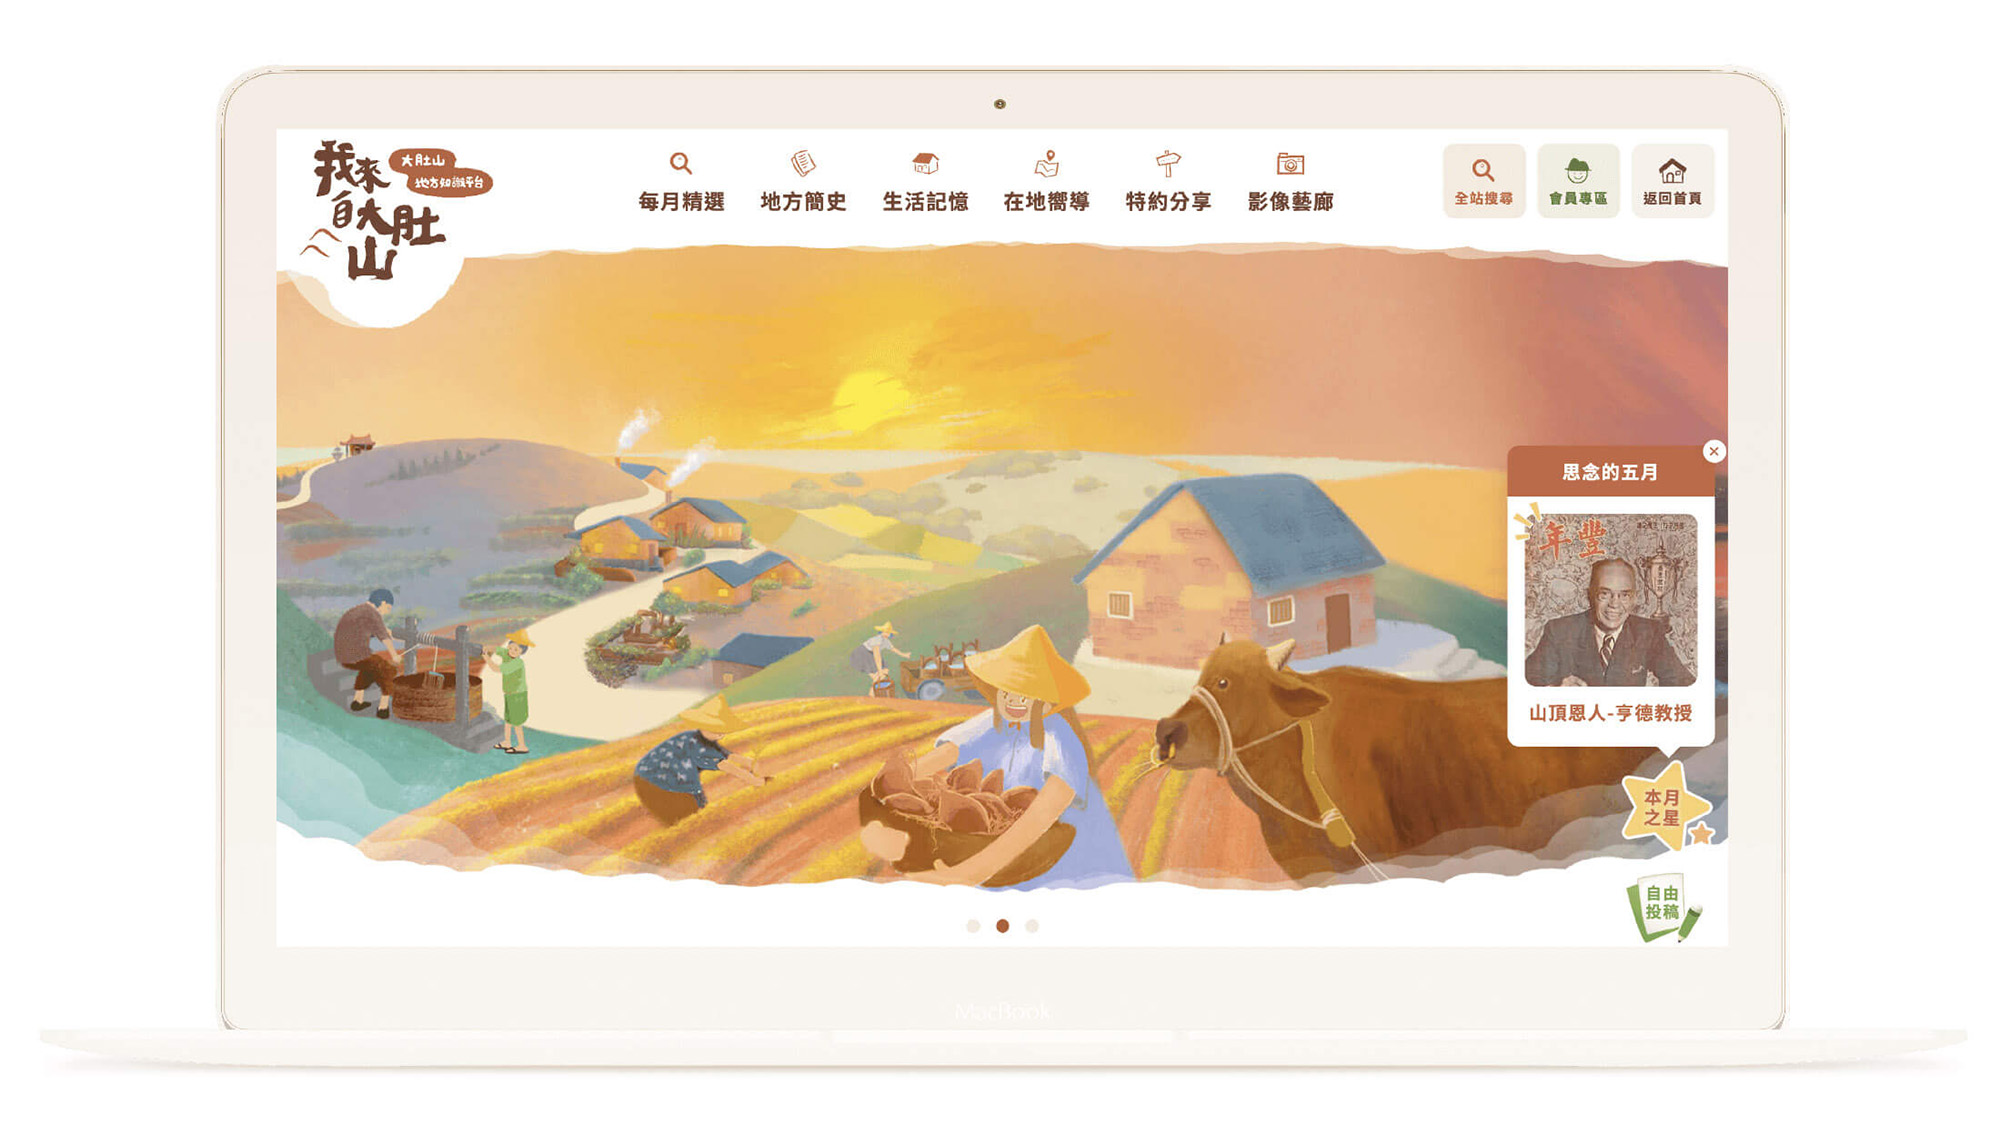 我來
自大肚
山
大肚山
地方知識平台
每月精選
地方簡史
生活記憶
在地嚮導
特約分享
影像藝廊
全站搜尋
會員專區
返回首頁
思念的五月
年豐
山頂恩人-亨德教授
本月
之星
自由
投稿
MacBook